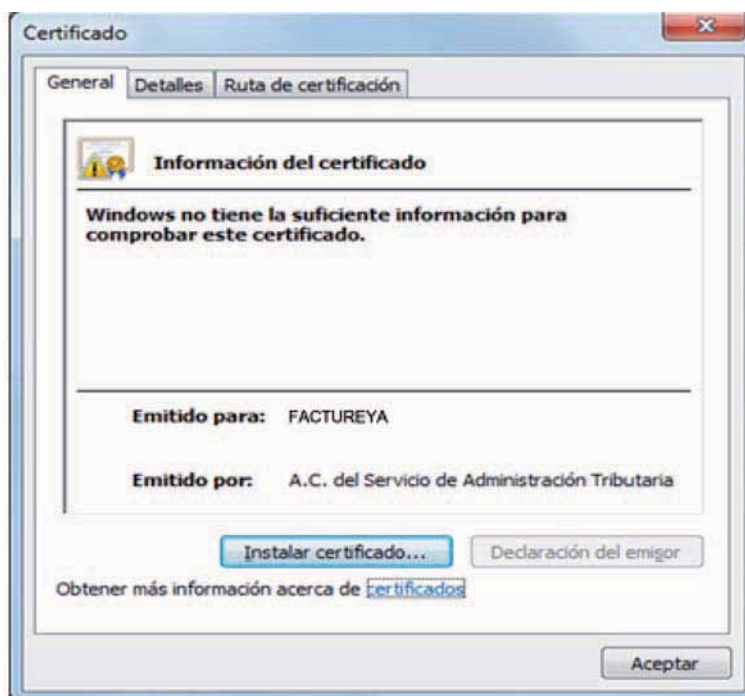 Certificado
General Detalles Ruta de certificación
Información del certificado
Windows no tiene la suficiente información para
comprobar este certificado.
Emitido para: FACTUREYA
Emitido por: A.C. del Servicio de Administración Tributaria
Instalar certificado... Declaración del emisor
Obtener más información acerca de certificados
Aceptar